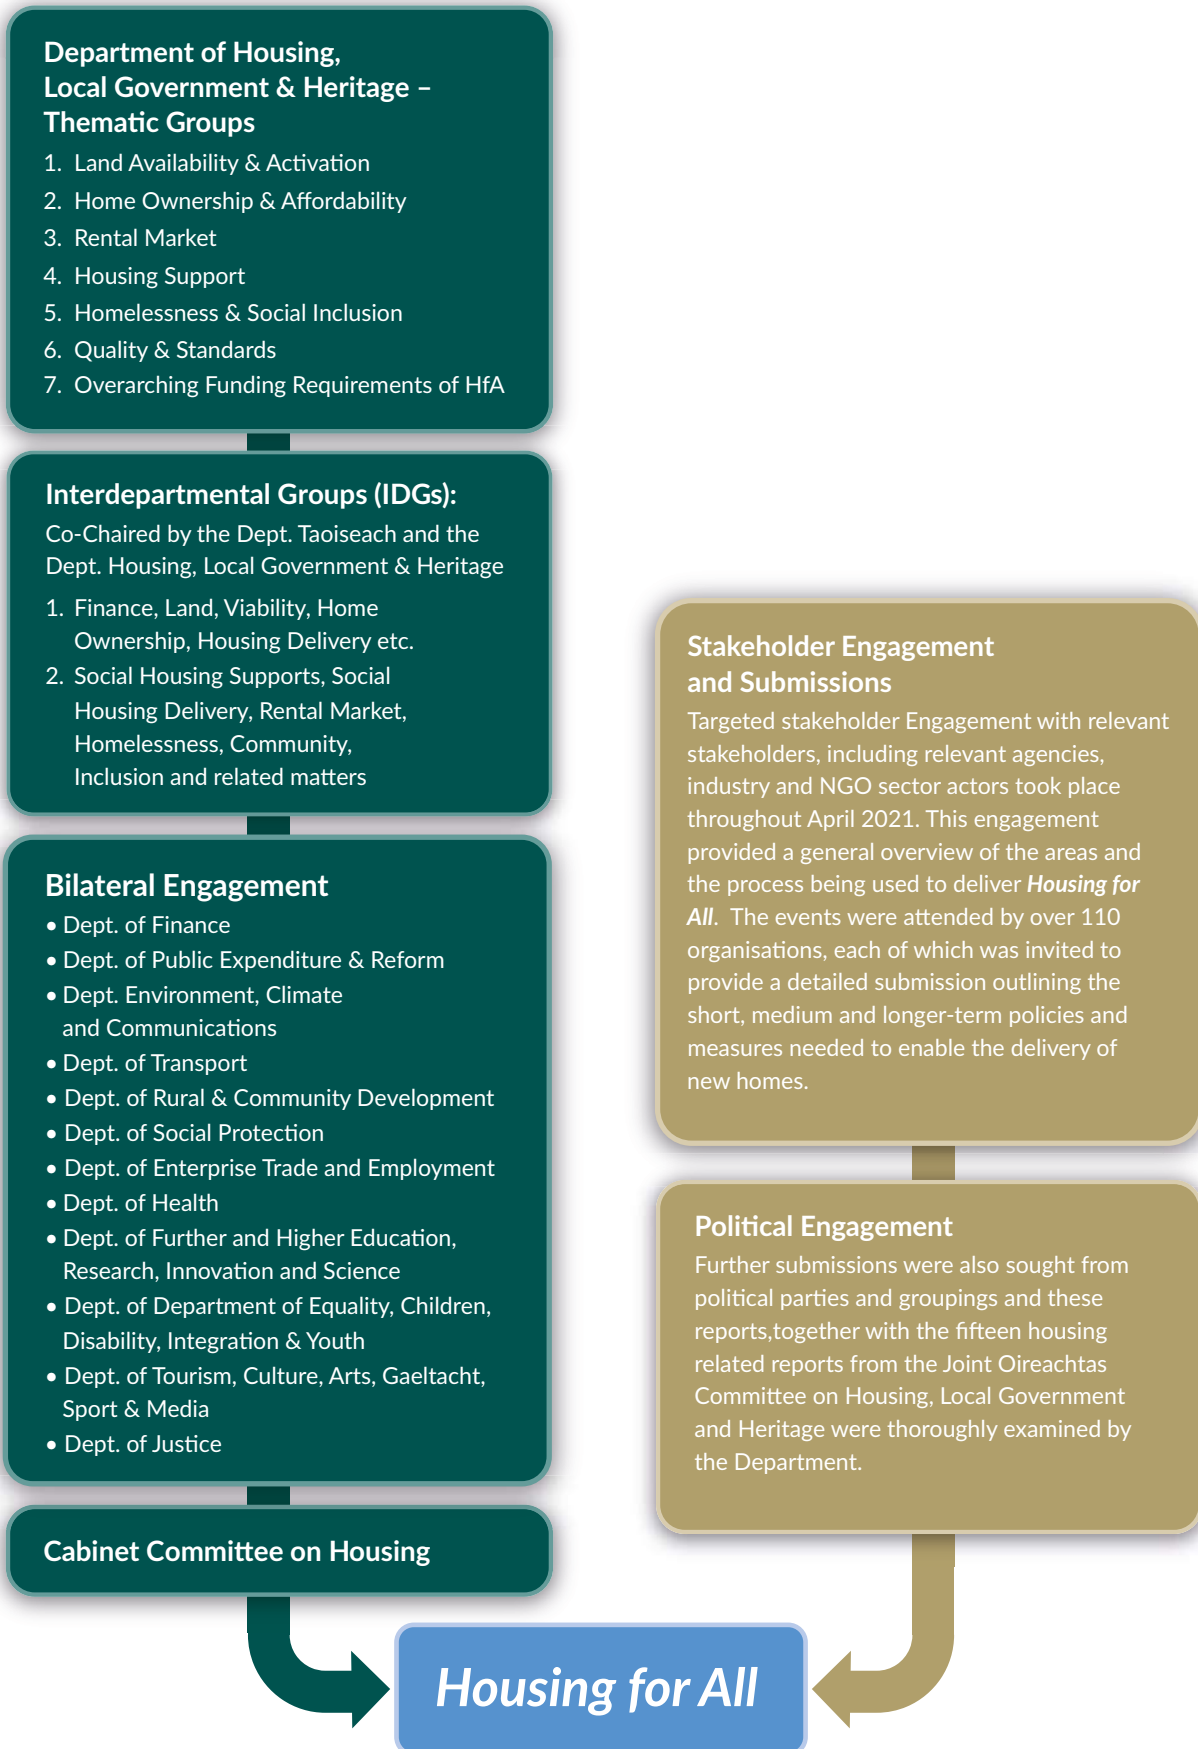 Department of Housing,
Local Government & Heritage –
Thematic Groups
1. Land Availability & Activation
2. Home Ownership & Affordability
3. Rental Market
4. Housing Support
5. Homelessness & Social Inclusion
6. Quality & Standards
7. Overarching Funding Requirements of HfA
Interdepartmental Groups (IDGs):
Co-Chaired by the Dept. Taoiseach and the
Dept. Housing, Local Government & Heritage
1. Finance, Land, Viability, Home
Ownership, Housing Delivery etc.
2. Social Housing Supports, Social
Housing Delivery, Rental Market,
Homelessness, Community,
Inclusion and related matters
Bilateral Engagement
• Dept. of Finance
• Dept. of Public Expenditure & Reform
• Dept. Environment, Climate
and Communications
• Dept. of Transport
• Dept. of Rural & Community Development
• Dept. of Social Protection
• Dept. of Enterprise Trade and Employment
• Dept. of Health
• Dept. of Further and Higher Education,
Research, Innovation and Science
• Dept. of Department of Equality, Children,
Disability, Integration & Youth
• Dept. of Tourism, Culture, Arts, Gaeltacht,
Sport & Media
• Dept. of Justice
Cabinet Committee on Housing
Stakeholder Engagement
and Submissions
Targeted stakeholder Engagement with relevant
stakeholders, including relevant agencies,
industry and NGO sector actors took place
throughout April 2021. This engagement
provided a general overview of the areas and
the process being used to deliver Housing for
All. The events were attended by over 110
organisations, each of which was invited to
provide a detailed submission outlining the
short, medium and longer-term policies and
measures needed to enable the delivery of
new homes.
Political Engagement
Further submissions were also sought from
political parties and groupings and these
reports,together with the fifteen housing
related reports from the Joint Oireachtas
Committee on Housing, Local Government
and Heritage were thoroughly examined by
the Department.
Housing for All